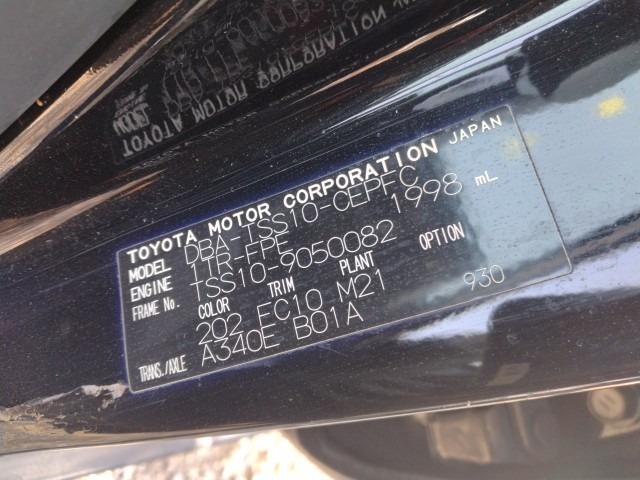 TOYOTA MOTOR CORPORATION JAPAN
MODEL DBA-TSS10-CEPFC
ENGINE 1TR-FPE 1998 mL
FRAME No. TSS10-9050082
COLOR TRIM PLANT OPTION
202 FC10 M21 930
TRANS./AXLE A340E B01A